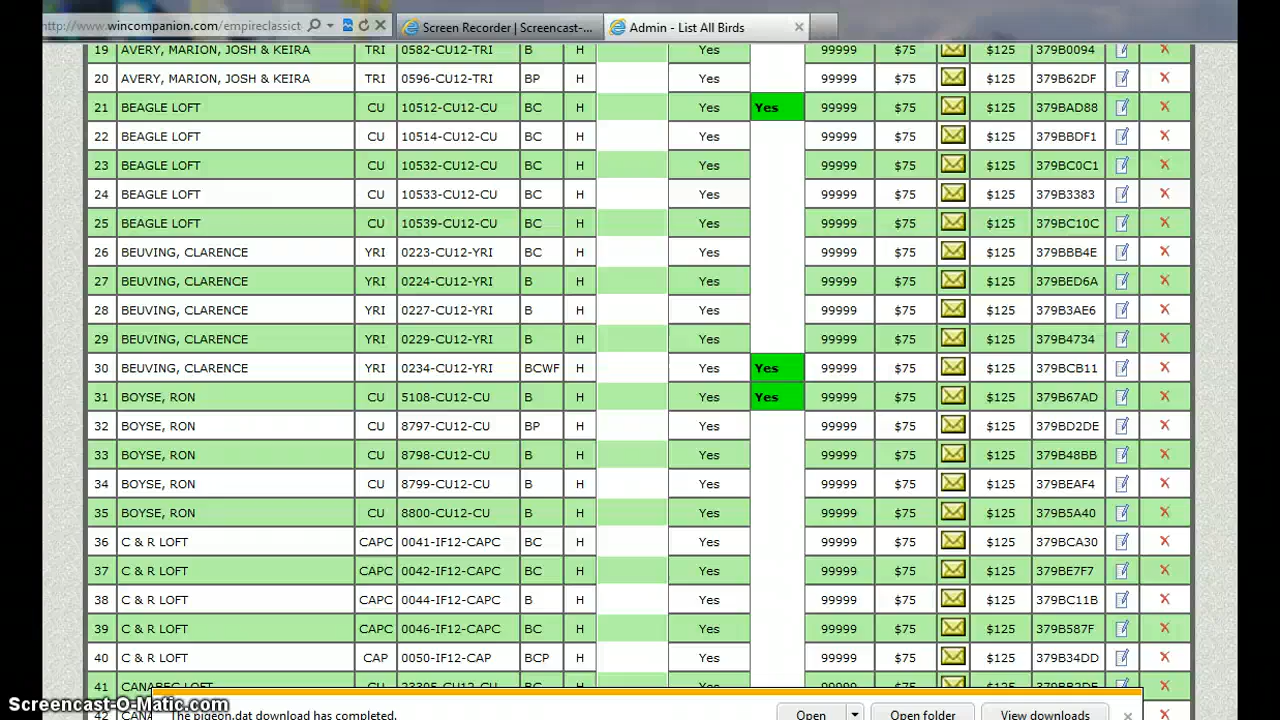 http://www.wincompanion.com/empireclassict Screen Recorder | Screencast-... Admin - List All Birds
19 AVERY, MARION, JOSH & KEIRA TRI 0582-CU12-TRI B H Yes 99999 $75 $125 379B0094
20 AVERY, MARION, JOSH & KEIRA TRI 0596-CU12-TRI BP H Yes 99999 $75 $125 379B62DF
21 BEAGLE LOFT CU 10512-CU12-CU BC H Yes Yes 99999 $75 $125 379BAD88
22 BEAGLE LOFT CU 10514-CU12-CU BC H Yes 99999 $75 $125 379BBDF1
23 BEAGLE LOFT CU 10532-CU12-CU BC H Yes 99999 $75 $125 379BC0C1
24 BEAGLE LOFT CU 10533-CU12-CU BC H Yes 99999 $75 $125 379B3383
25 BEAGLE LOFT CU 10539-CU12-CU BC H Yes 99999 $75 $125 379BC10C
26 BEUVING, CLARENCE YRI 0223-CU12-YRI BC H Yes 99999 $75 $125 379BBB4E
27 BEUVING, CLARENCE YRI 0224-CU12-YRI B H Yes 99999 $75 $125 379BED6A
28 BEUVING, CLARENCE YRI 0227-CU12-YRI B H Yes 99999 $75 $125 379B3AE6
29 BEUVING, CLARENCE YRI 0229-CU12-YRI B H Yes 99999 $75 $125 379B4734
30 BEUVING, CLARENCE YRI 0234-CU12-YRI BCWF H Yes Yes 99999 $75 $125 379BCB11
31 BOYSE, RON CU 5108-CU12-CU B H Yes Yes 99999 $75 $125 379B67AD
32 BOYSE, RON CU 8797-CU12-CU BP H Yes 99999 $75 $125 379BD2DE
33 BOYSE, RON CU 8798-CU12-CU B H Yes 99999 $75 $125 379B48BB
34 BOYSE, RON CU 8799-CU12-CU B H Yes 99999 $75 $125 379BEAF4
35 BOYSE, RON CU 8800-CU12-CU B H Yes 99999 $75 $125 379B5A40
36 C & R LOFT CAPC 0041-IF12-CAPC BC H Yes 99999 $75 $125 379BCA30
37 C & R LOFT CAPC 0042-IF12-CAPC BC H Yes 99999 $75 $125 379BE7F7
38 C & R LOFT CAPC 0044-IF12-CAPC B H Yes 99999 $75 $125 379BC11B
39 C & R LOFT CAPC 0046-IF12-CAPC BC H Yes 99999 $75 $125 379B587F
40 C & R LOFT CAP 0050-IF12-CAP BCP H Yes 99999 $75 $125 379B34DD
41 LOFT CU BC H Yes 99999 $75 $125
42 The pigeon.dat download has completed. Open Open folder View downloads
Screencast-O-Matic.com